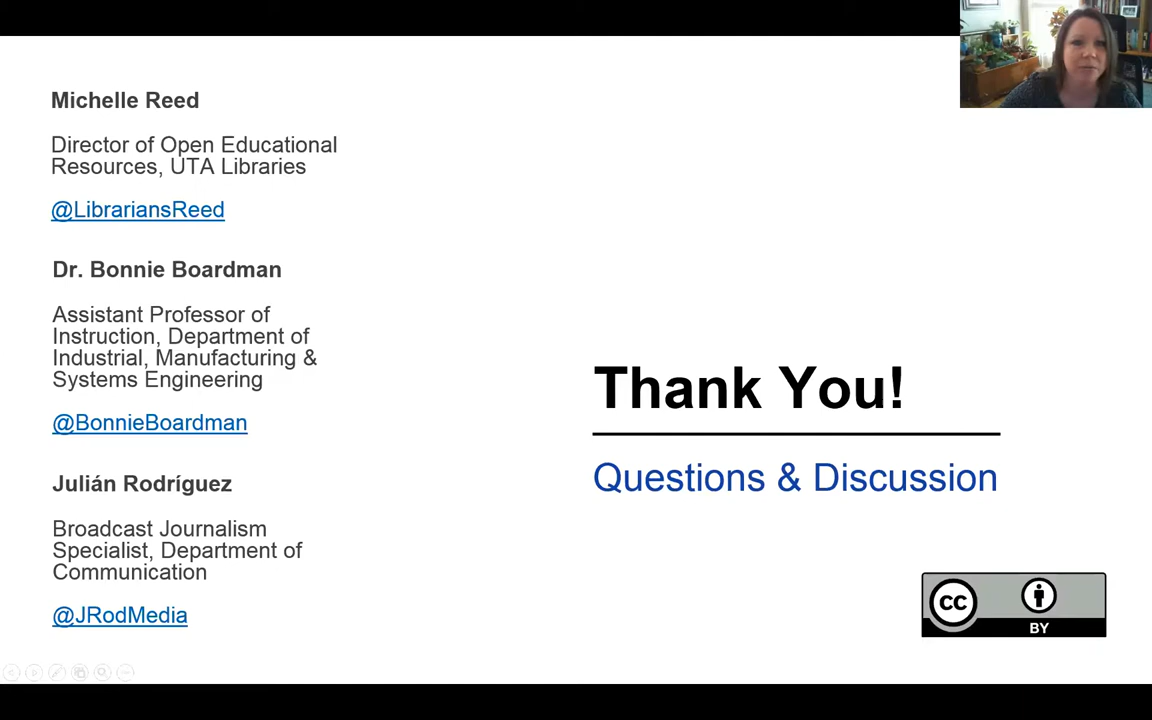 Michelle Reed
Director of Open Educational
Resources, UTA Libraries
@LibrariansReed
Dr. Bonnie Boardman
Assistant Professor of
Instruction, Department of
Industrial, Manufacturing &
Systems Engineering
@BonnieBoardman
Julián Rodríguez
Broadcast Journalism
Specialist, Department of
Communication
@JRodMedia
Thank You!
Questions & Discussion
CC
BY